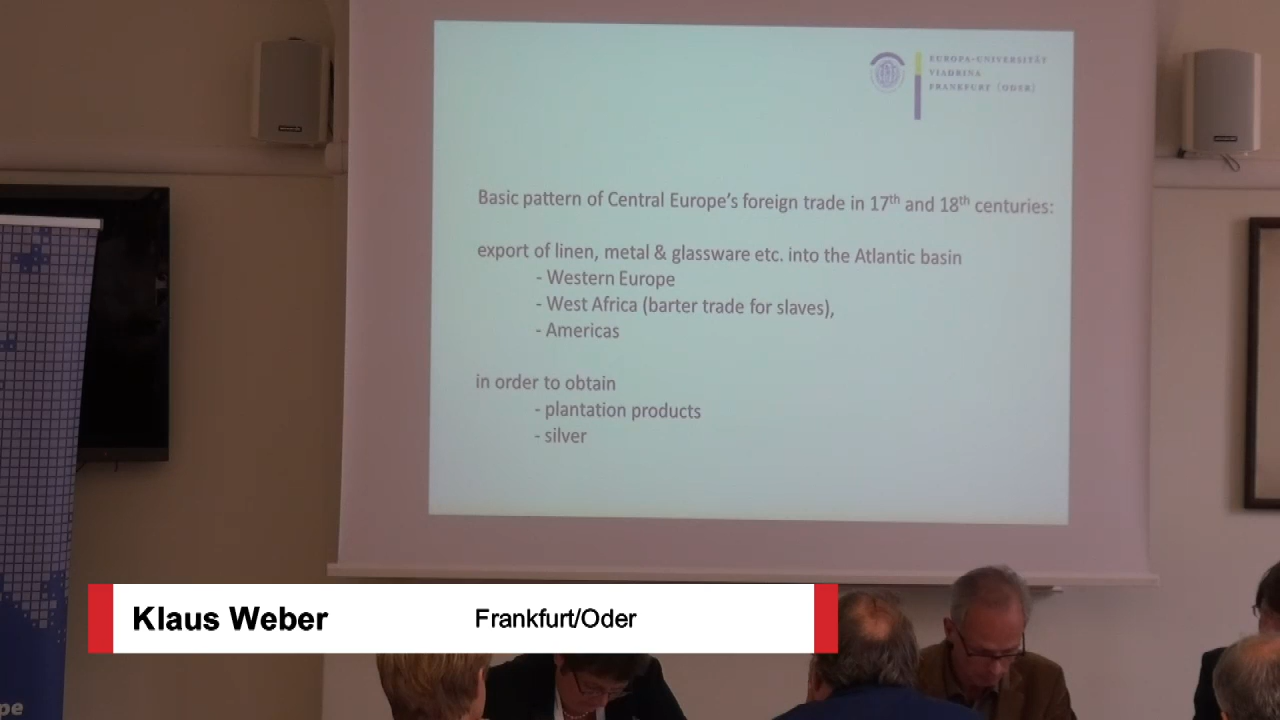 EUROPA-UNIVERSITÄT
VIADRINA
FRANKFURT (ODER)
Basic pattern of Central Europe's foreign trade in 17th and 18th centuries:
export of linen, metal & glassware etc. into the Atlantic basin
- Western Europe
- West Africa (barter trade for slaves),
- Americas
in order to obtain
- plantation products
- silver
Klaus Weber Frankfurt/Oder
pe